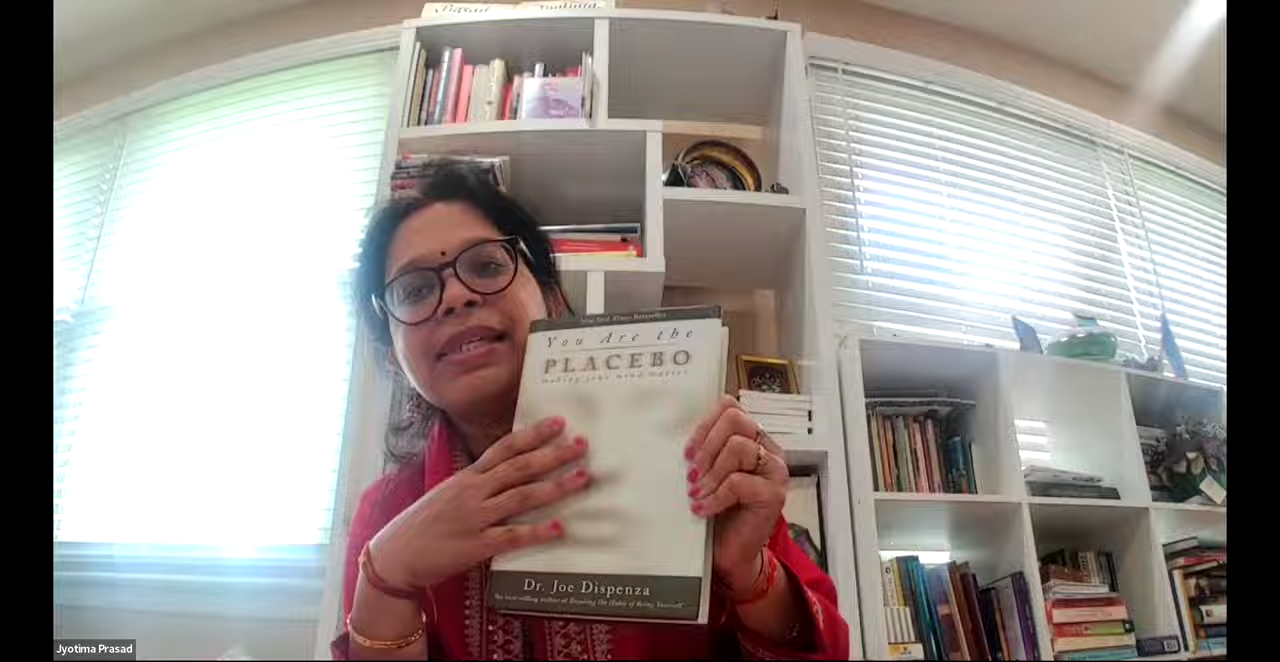 Prasad
New York Times Bestseller
You Are the
PLACEBO
making your mind matter
Dr. Joe Dispenza
the best-selling author of Breaking the Habit of Being Yourself
Jyotima Prasad